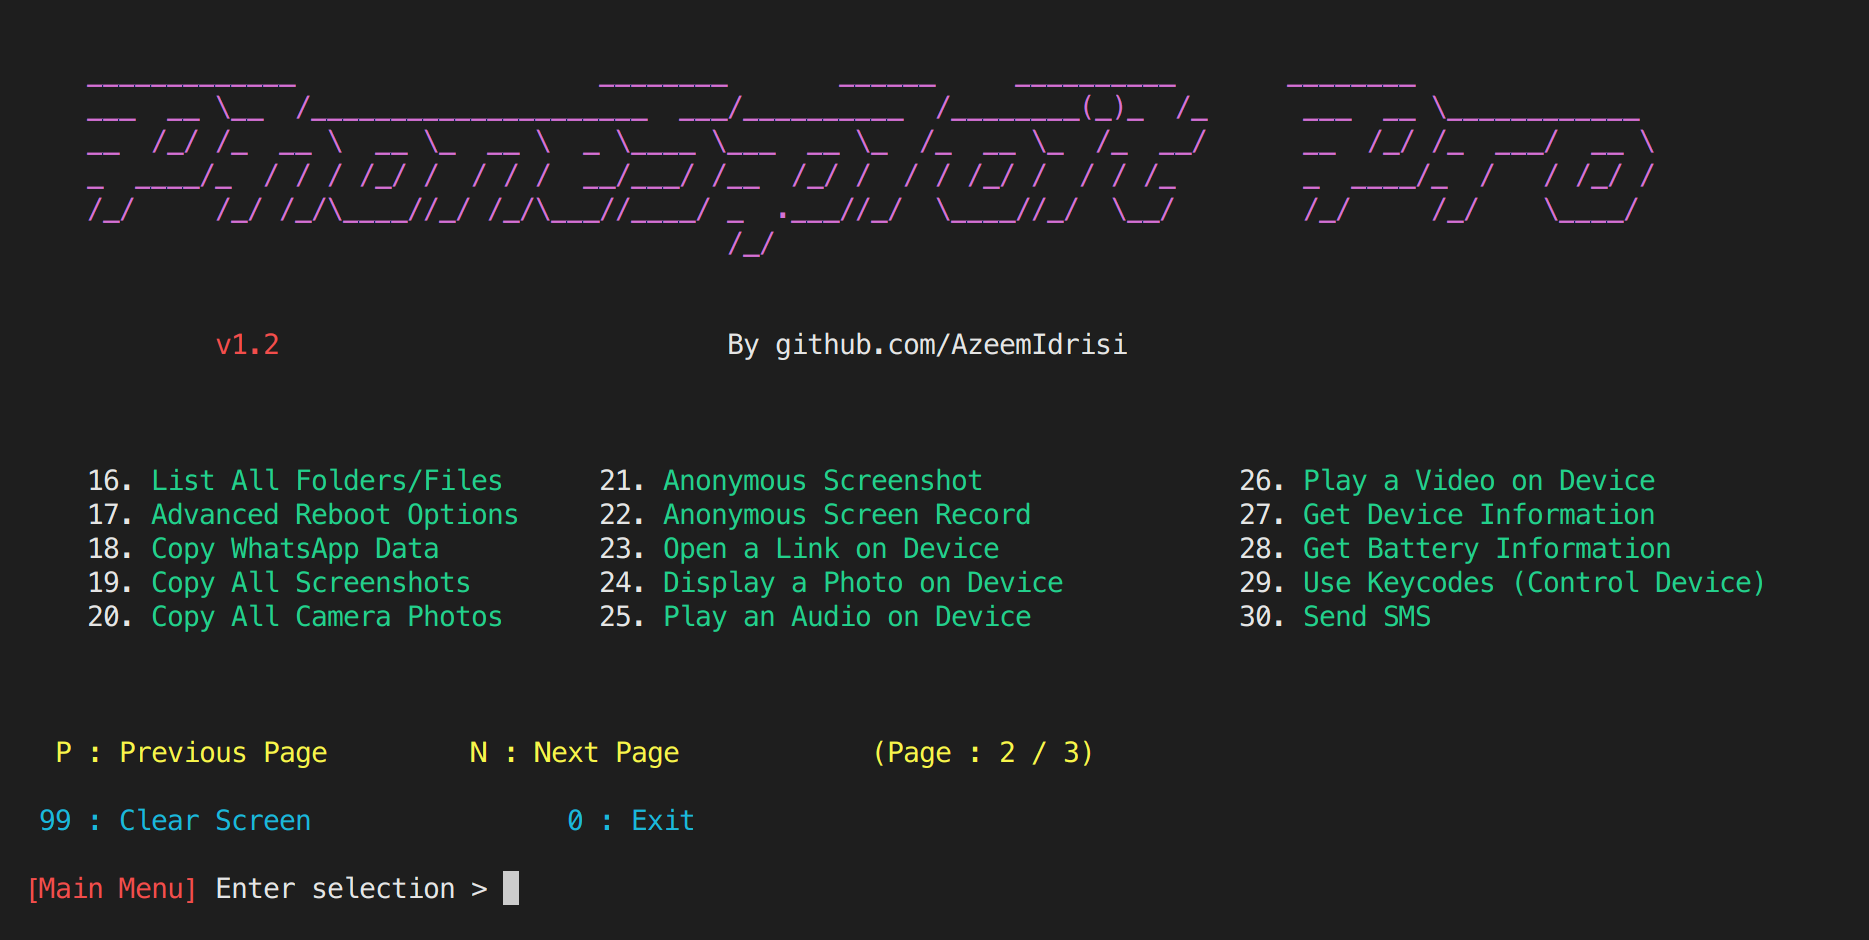 PhoneSploit Pro
v1.2 By github.com/AzeemIdrisi
16. List All Folders/Files 21. Anonymous Screenshot 26. Play a Video on Device
17. Advanced Reboot Options 22. Anonymous Screen Record 27. Get Device Information
18. Copy WhatsApp Data 23. Open a Link on Device 28. Get Battery Information
19. Copy All Screenshots 24. Display a Photo on Device 29. Use Keycodes (Control Device)
20. Copy All Camera Photos 25. Play an Audio on Device 30. Send SMS
P : Previous Page N : Next Page (Page : 2 / 3)
99 : Clear Screen 0 : Exit
[Main Menu] Enter selection >